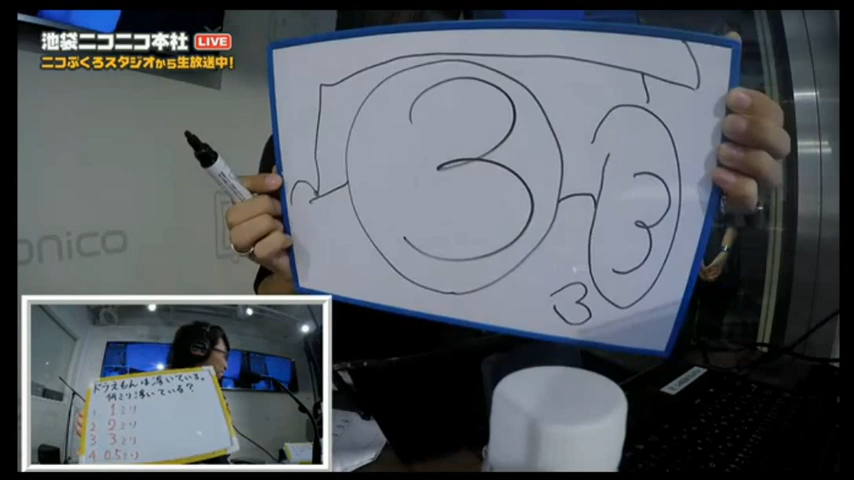 池袋ニコニコ本社 LIVE
ニコぶくろスタジオから生放送中!
3
3
3
onico
ドラえもんは浮いている。
何ミリ浮いている?
1 1ミリ
2 2ミリ
3 3ミリ
4 0.5ミリ